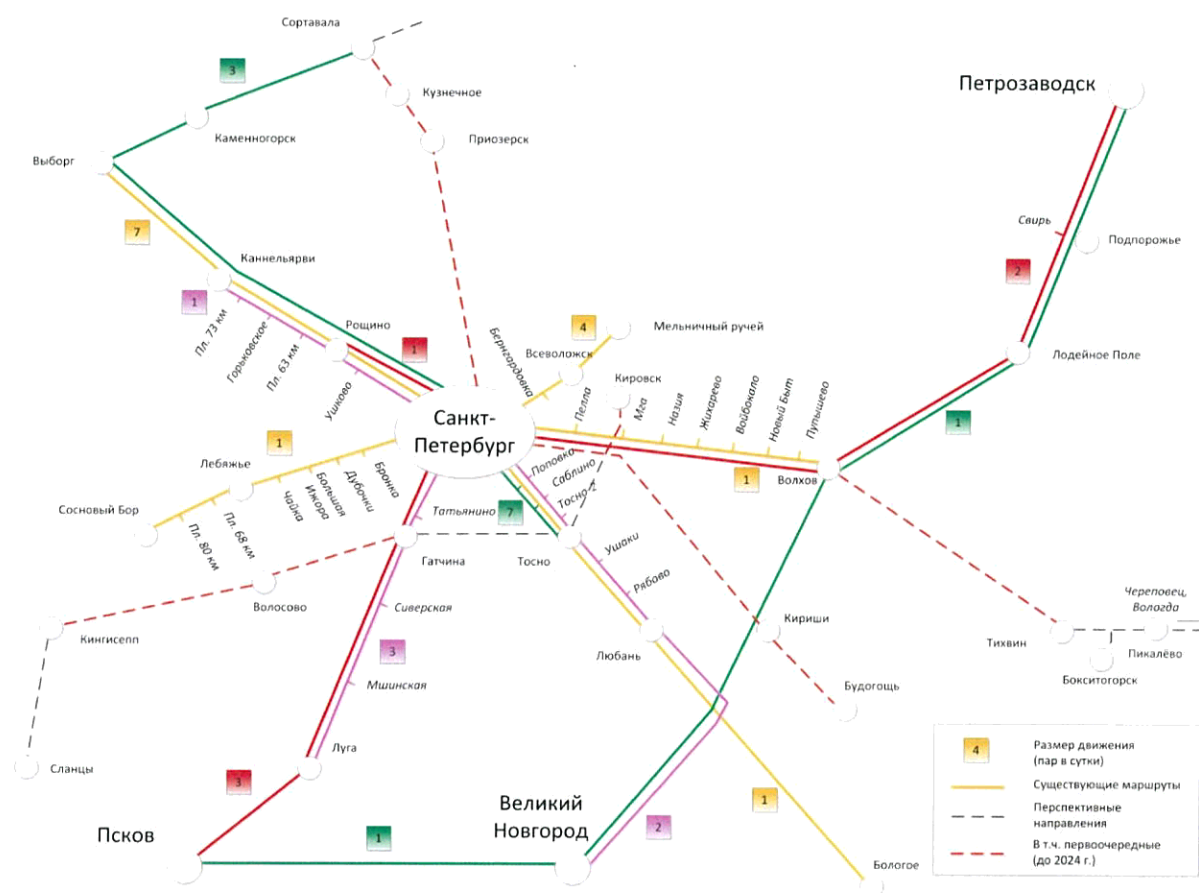 Сортавала
3
Кузнечное
Петрозаводск
Каменногорск
Приозерск
Выборг
7
Свирь
Подпорожье
Каннельярви
2
1
Пл. 73 км
Горьковское
Рощино
Пл. 63 км
1
Ушково
Бернгардовка
4
Мельничный ручей
Всеволожск
Лодейное Поле
Кировск
Санкт-
Петербург
Пелла
Мга
Назия
Жихарево
Войбокало
Новый Быт
Пупышево
1
1
Лебяжье
Бронка
Дубочки
Большая
Ижора
Чайка
Поповка
Саблино
Тосно-2
1
Волхов
Сосновый Бор
Пл. 68 км
Пл. 80 км
Татьянино
7
Гатчина
Тосно
Ушаки
Рябово
Волосово
Сиверская
Кингисепп
Кириши
Череповец,
Вологда
Тихвин
Пикалёво
Бокситогорск
3
Любань
Мшинская
Будогощь
Луга
Сланцы
3
Великий
Новгород
1
Псков
1
2
Бологое
4
Размер движения
(пар в сутки)
Существующие маршруты
Перспективные
направления
В т.ч. первоочередные
(до 2024 г.)